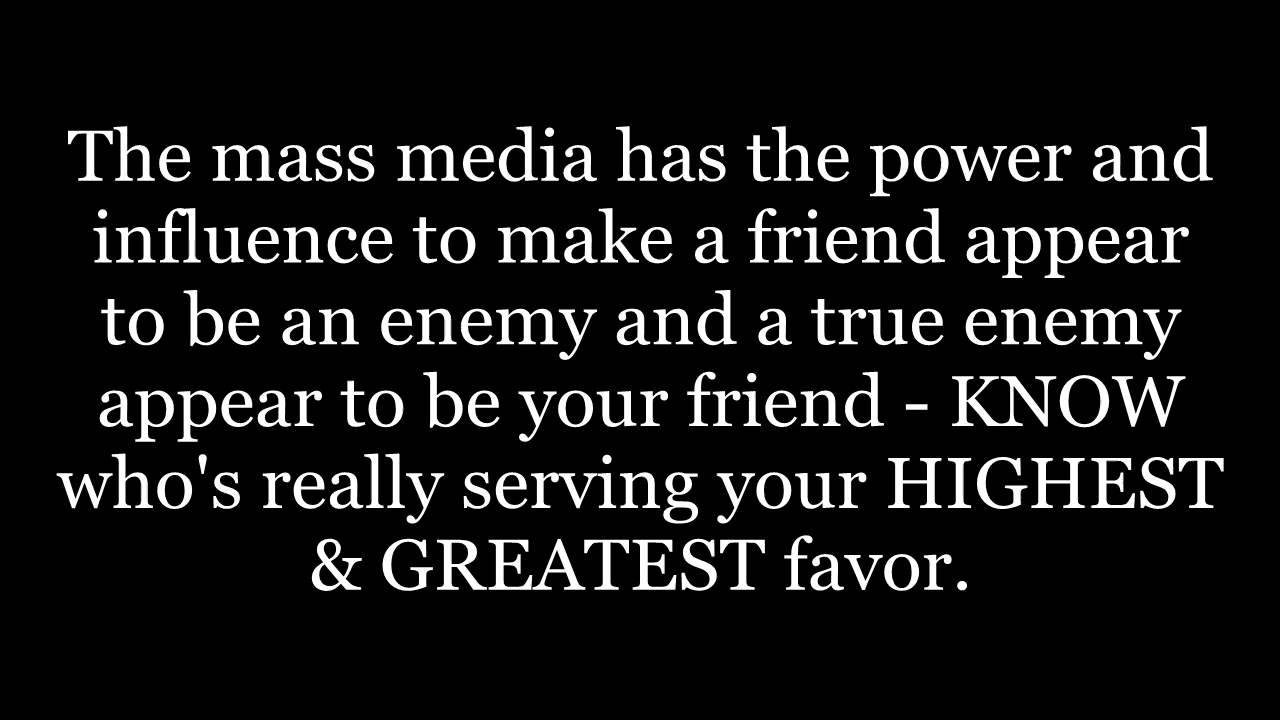 The mass media has the power and
influence to make a friend appear
to be an enemy and a true enemy
appear to be your friend - KNOW
who's really serving your HIGHEST
& GREATEST favor.